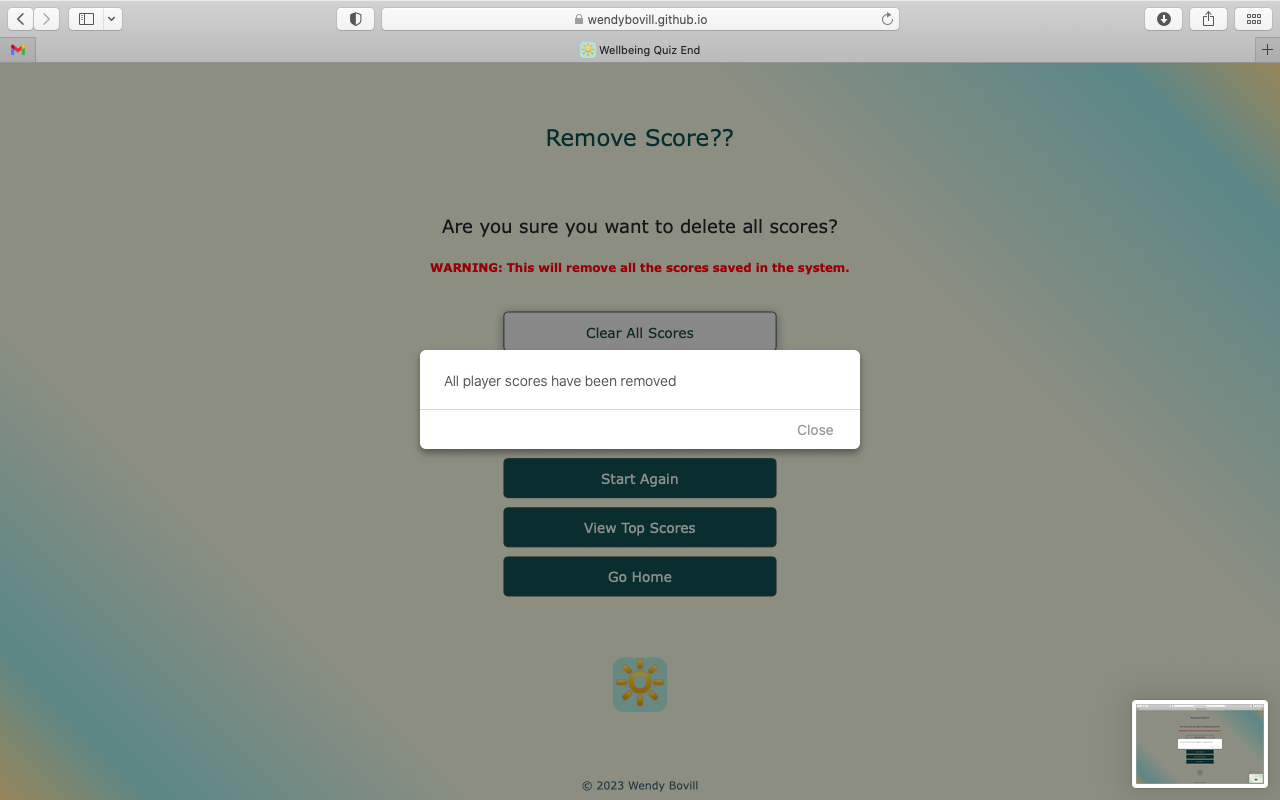 wendybovill.github.io
Wellbeing Quiz End
Remove Score??
Are you sure you want to delete all scores?
WARNING: This will remove all the scores saved in the system.
Clear All Scores
All player scores have been removed
Close
Start Again
View Top Scores
Go Home
© 2023 Wendy Bovill